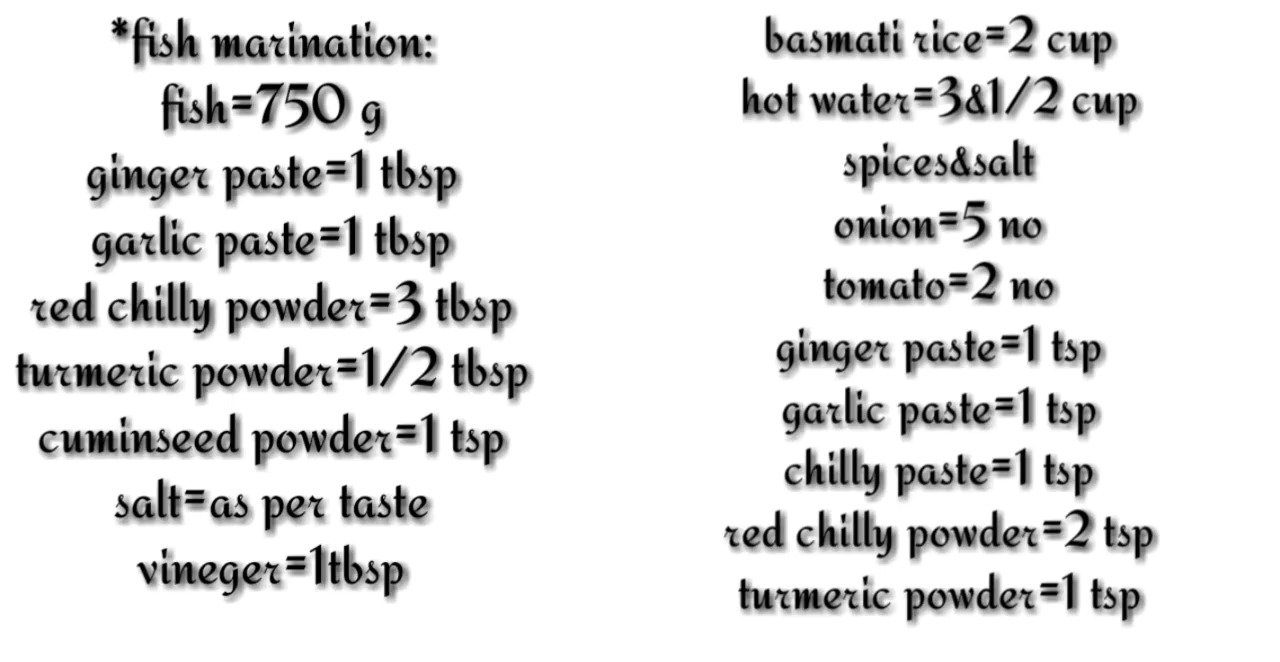 *fish marination:
fish=750 g
ginger paste=1 tbsp
garlic paste=1 tbsp
red chilly powder=3 tbsp
turmeric powder=1/2 tbsp
cuminseed powder=1 tsp
salt=as per taste
vineger=1tbsp
basmati rice=2 cup
hot water=3&1/2 cup
spices&salt
onion=5 no
tomato=2 no
ginger paste=1 tsp
garlic paste=1 tsp
chilly paste=1 tsp
red chilly powder=2 tsp
turmeric powder=1 tsp